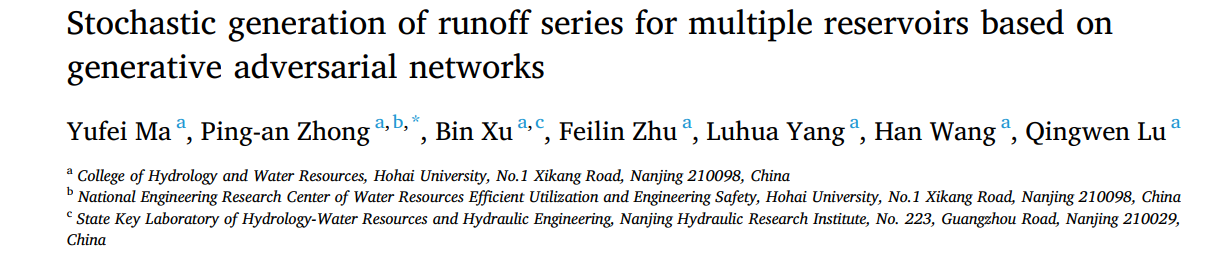 Stochastic generation of runoff series for multiple reservoirs based on
generative adversarial networks
Yufei Ma a, Ping-an Zhong a,b,*, Bin Xu a,c, Feilin Zhu a, Luhua Yang a, Han Wang a, Qingwen Lu a
a College of Hydrology and Water Resources, Hohai University, No.1 Xikang Road, Nanjing 210098, China
b National Engineering Research Center of Water Resources Efficient Utilization and Engineering Safety, Hohai University, No.1 Xikang Road, Nanjing 210098, China
c State Key Laboratory of Hydrology-Water Resources and Hydraulic Engineering, Nanjing Hydraulic Research Institute, No. 223, Guangzhou Road, Nanjing 210029,
China